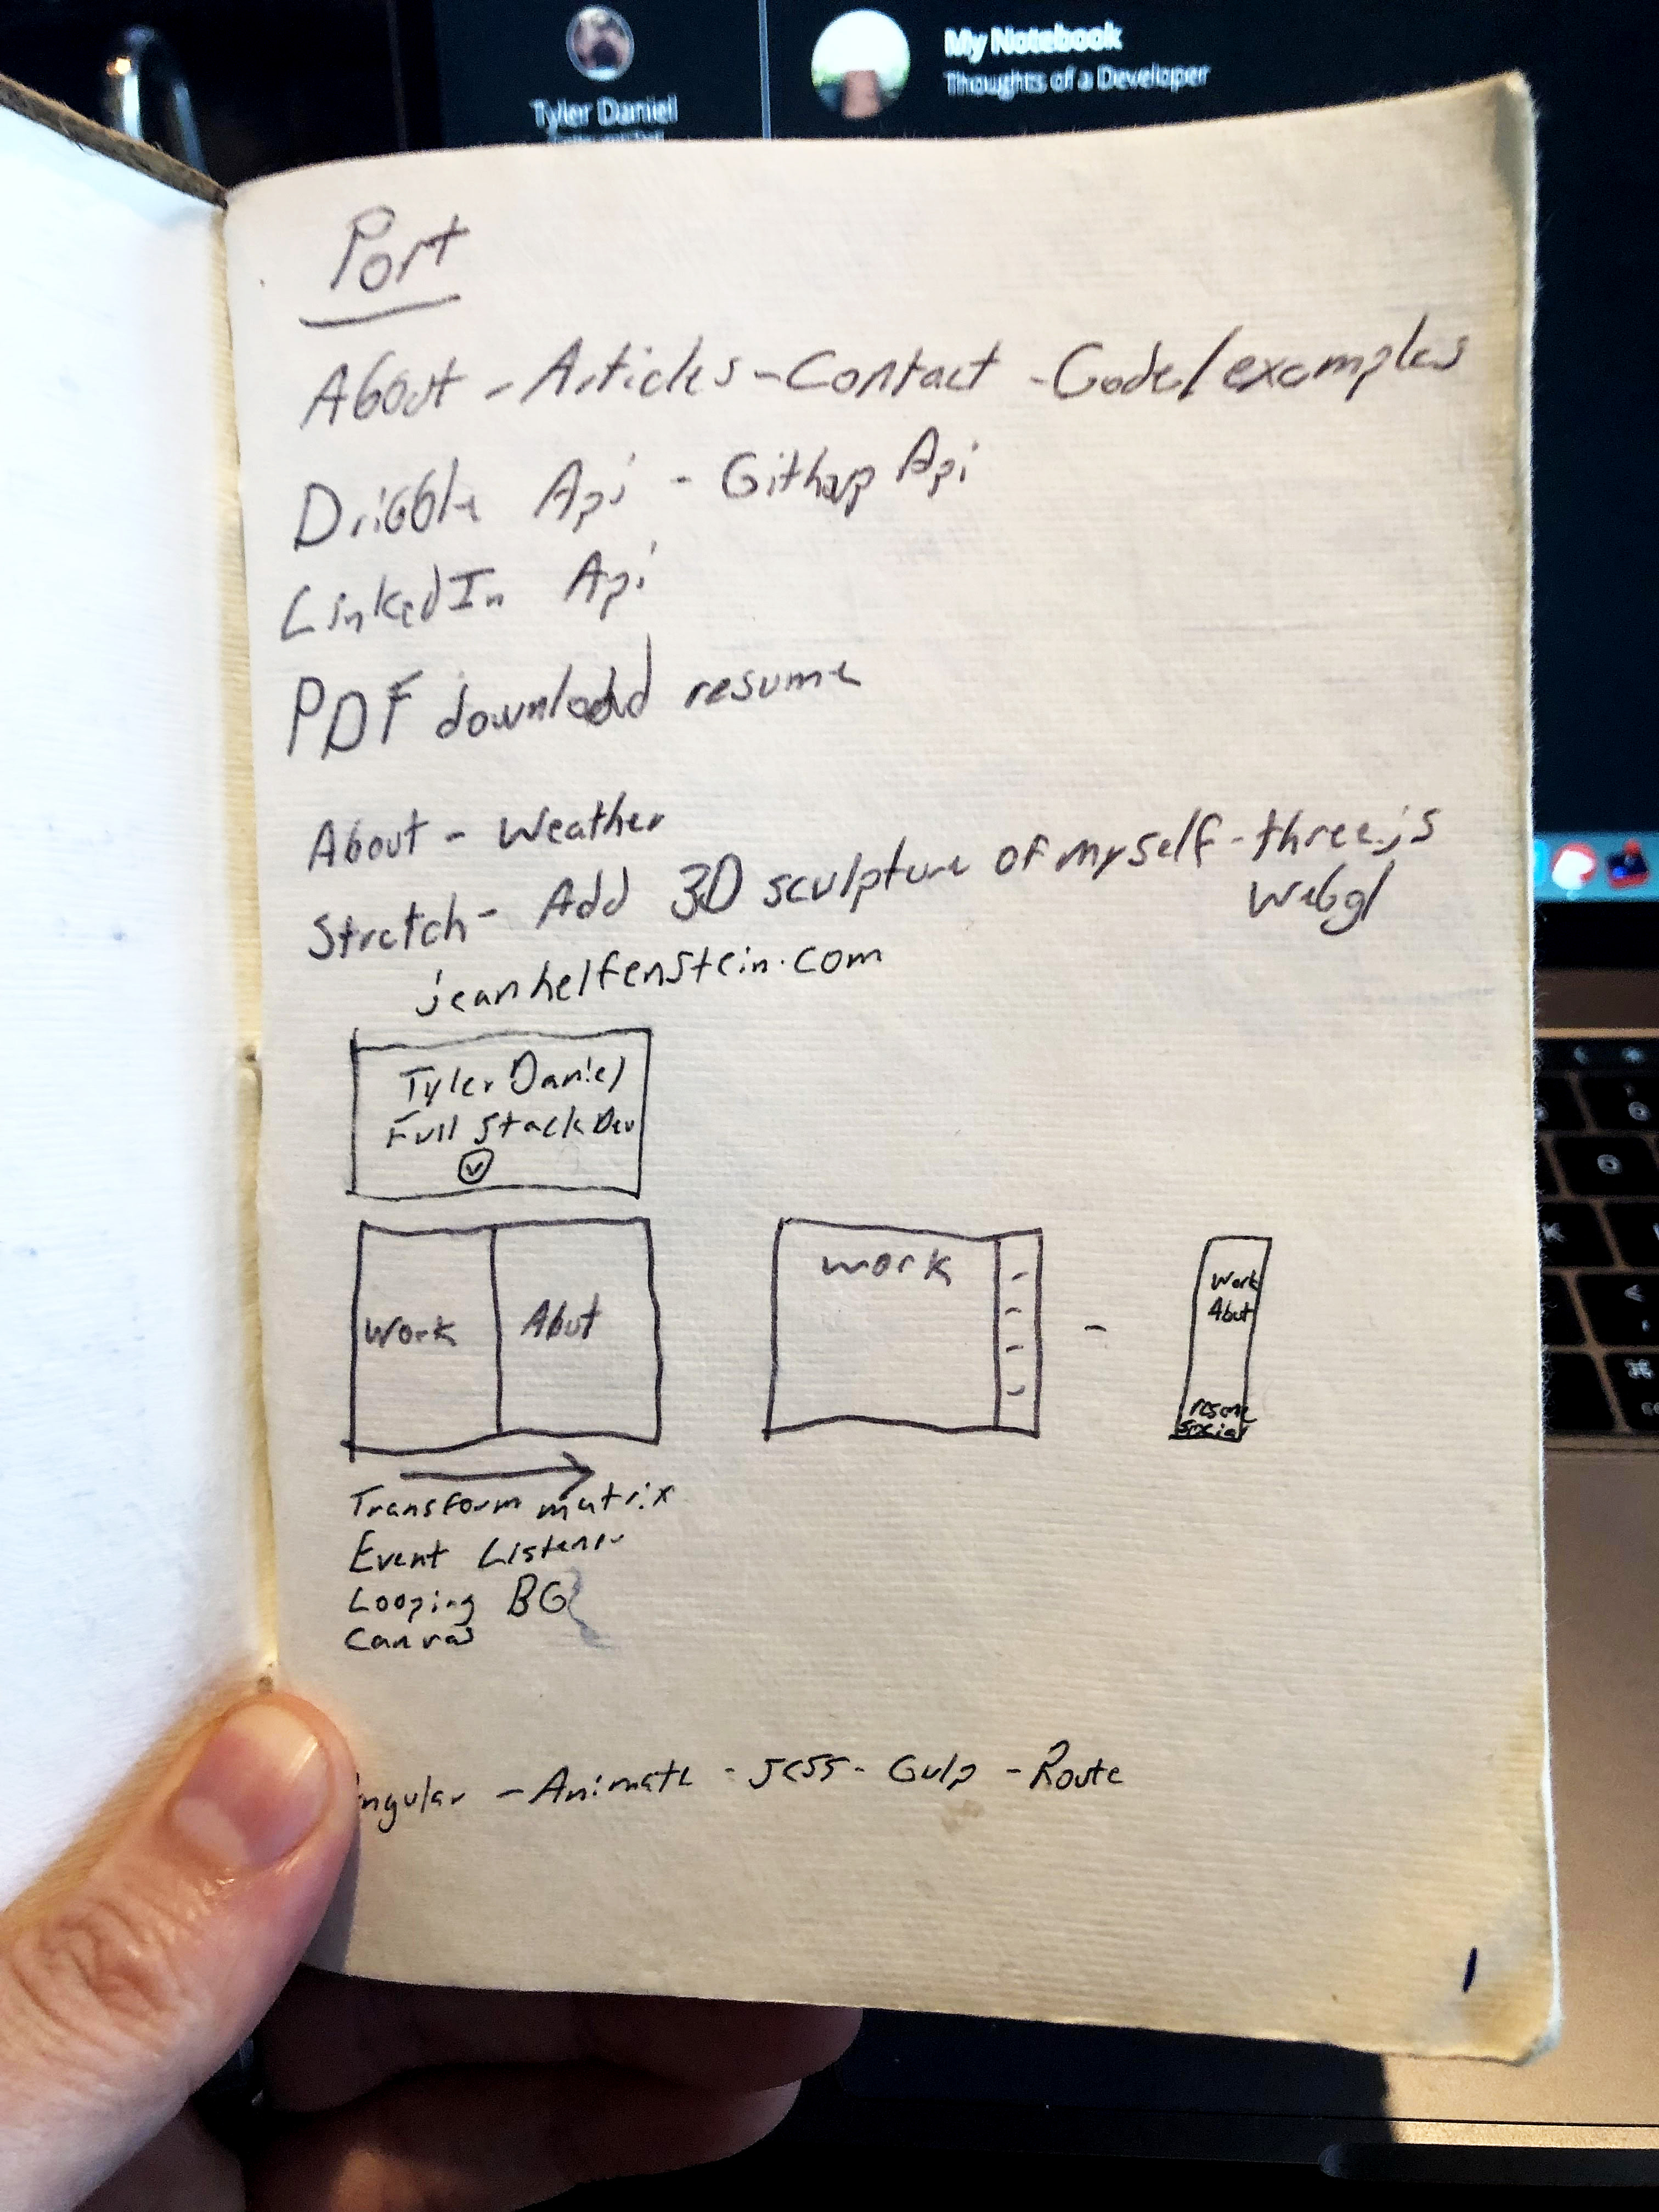 Tyler Daniel
My Notebook
Thoughts of a Developer
Port
About - Articles - Contact - Code/examples
Dribble Api - Githup Api
LinkedIn Api
PDF download resume
About - Weather
Stretch - Add 3D sculpture of myself - three.js
Webgl
jeanhelfenstein.com
Tyler Daniel
Full Stack Dev
Work Abut
work
Work
Abut
resume
social
Transform matrix
Event Listener
Looping BG
Canvas
ngular - Animate - JCSS - Gulp - Route
1